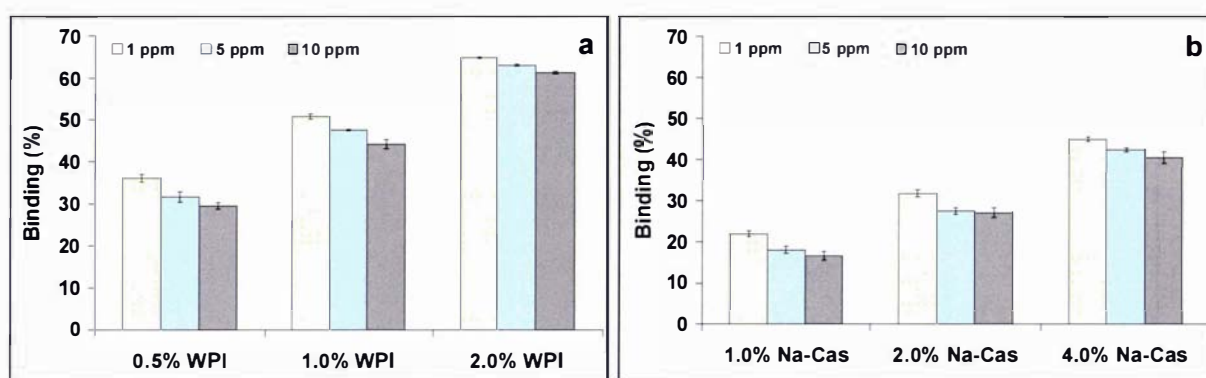 a
1 ppm 5 ppm 10 ppm
Binding (%)
70
60
50
40
30
20
10
0
0.5% WPI 1.0% WPI 2.0% WPI
b
1 ppm 5 ppm 10 ppm
Binding (%)
70
60
50
40
30
20
10
0
1.0% Na-Cas 2.0% Na-Cas 4.0% Na-Cas